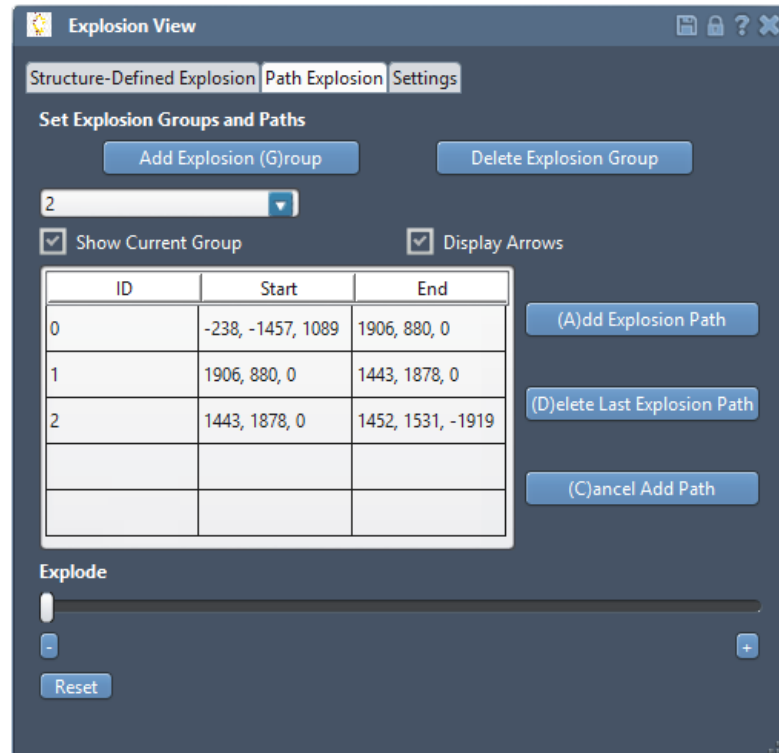 Explosion View
Structure-Defined Explosion Path Explosion Settings
Set Explosion Groups and Paths
Add Explosion (G)roup Delete Explosion Group
2
Show Current Group Display Arrows
ID Start End
0 -238, -1457, 1089 1906, 880, 0
(A)dd Explosion Path
1 1906, 880, 0 1443, 1878, 0
(D)elete Last Explosion Path
2 1443, 1878, 0 1452, 1531, -1919
(C)ancel Add Path
Explode
- +
Reset